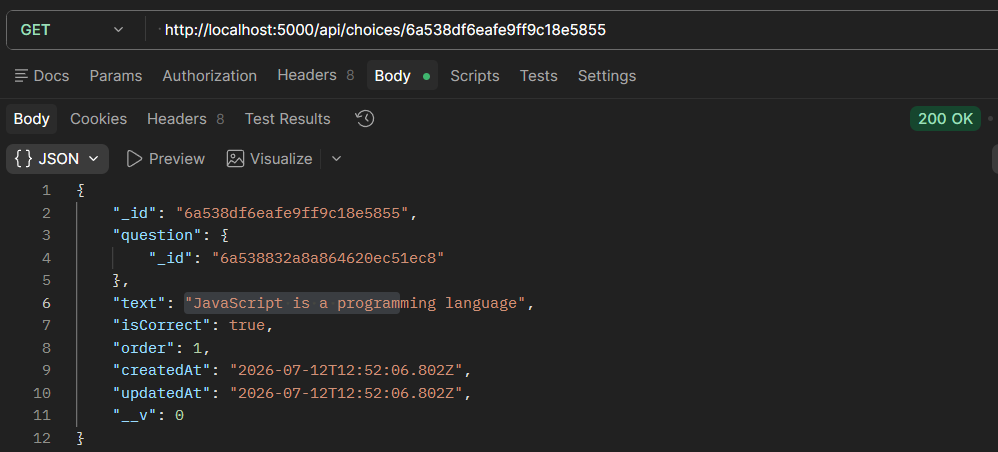 GET http://localhost:5000/api/choices/6a538df6eafe9ff9c18e5855
Docs Params Authorization Headers 8 Body Scripts Tests Settings
Body Cookies Headers 8 Test Results 200 OK
{} JSON Preview Visualize
1 {
2 "_id": "6a538df6eafe9ff9c18e5855",
3 "question": {
4 "_id": "6a538832a8a864620ec51ec8"
5 },
6 "text": "JavaScript is a programming language",
7 "isCorrect": true,
8 "order": 1,
9 "createdAt": "2026-07-12T12:52:06.802Z",
10 "updatedAt": "2026-07-12T12:52:06.802Z",
11 "__v": 0
12 }